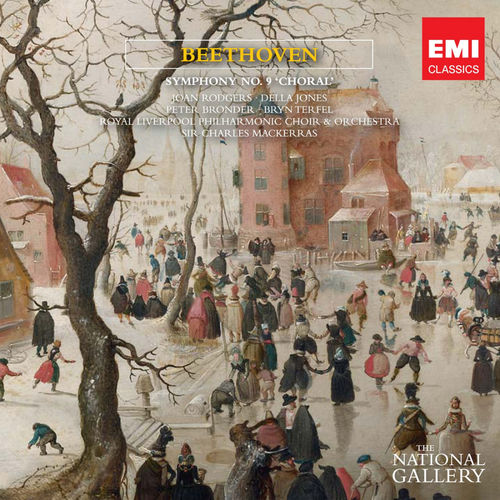 BEETHOVEN
SYMPHONY NO. 9 'CHORAL'
JOAN RODGERS · DELLA JONES
PETER BRONDER · BRYN TERFEL
ROYAL LIVERPOOL PHILHARMONIC CHOIR & ORCHESTRA
SIR CHARLES MACKERRAS
EMI
CLASSICS
THE
NATIONAL
GALLERY